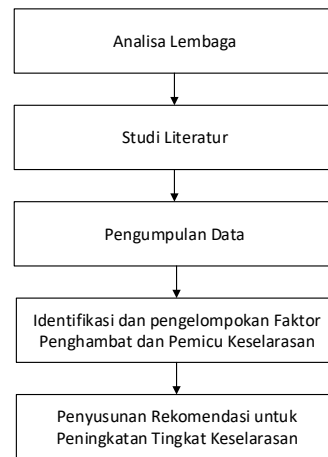 Analisa Lembaga
Studi Literatur
Pengumpulan Data
Identifikasi dan pengelompokan Faktor
Penghambat dan Pemicu Keselarasan
Penyusunan Rekomendasi untuk
Peningkatan Tingkat Keselarasan